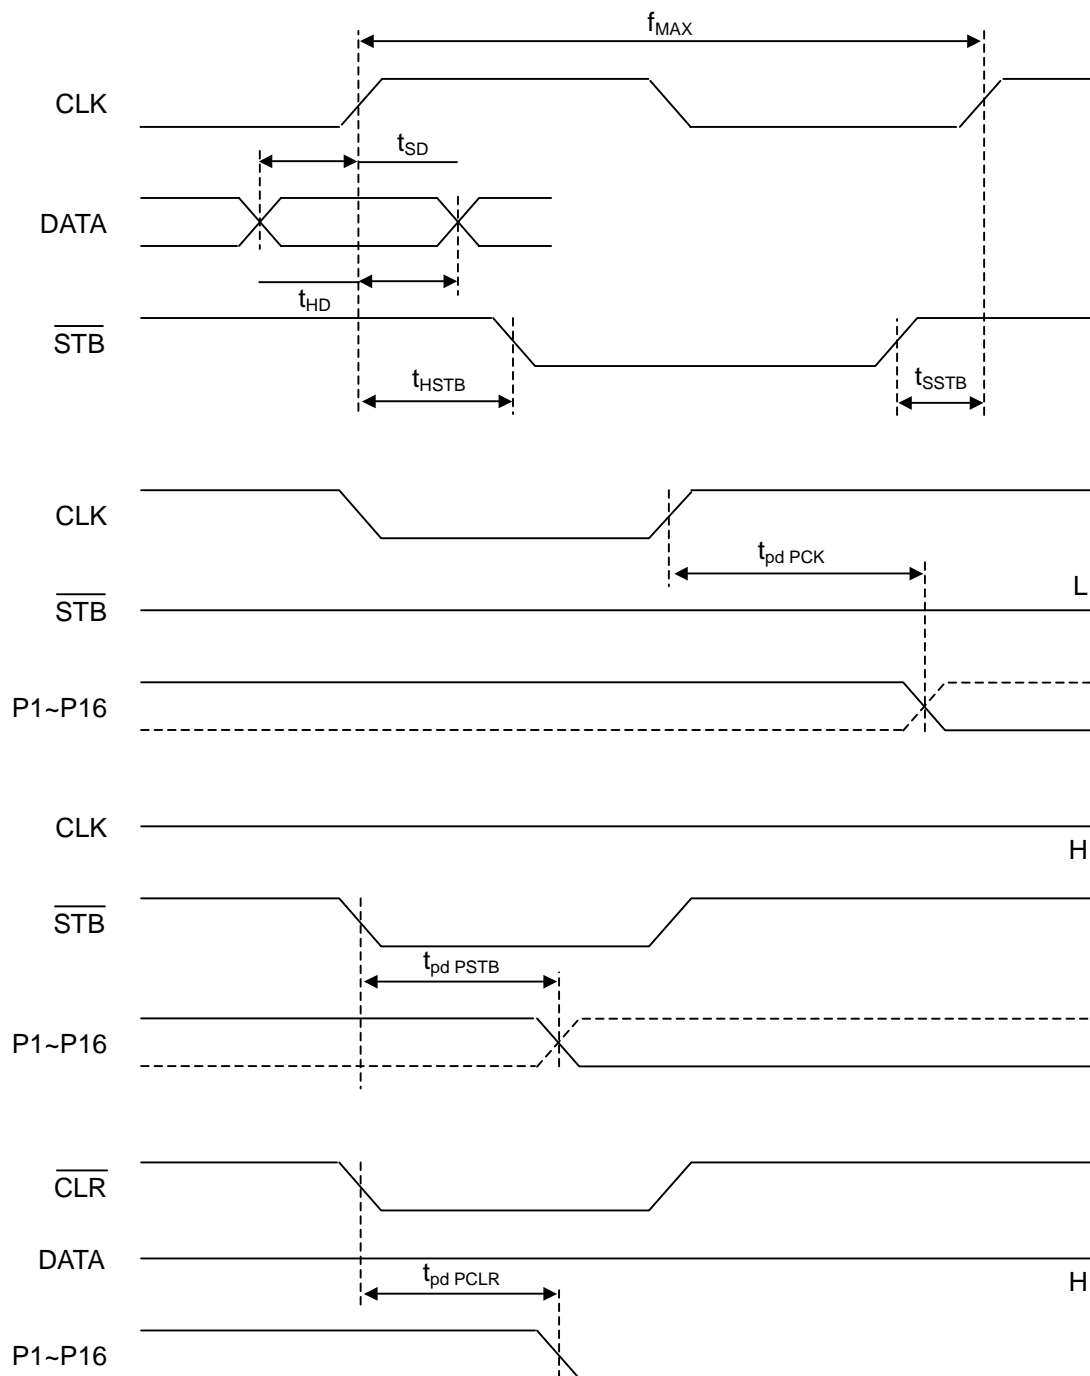 fMAX
CLK
tSD
DATA
tHD
STB
tHSTB
tSSTB
CLK
tpd PCK
L
STB
P1~P16
CLK
H
STB
tpd PSTB
P1~P16
CLR
DATA
H
tpd PCLR
P1~P16